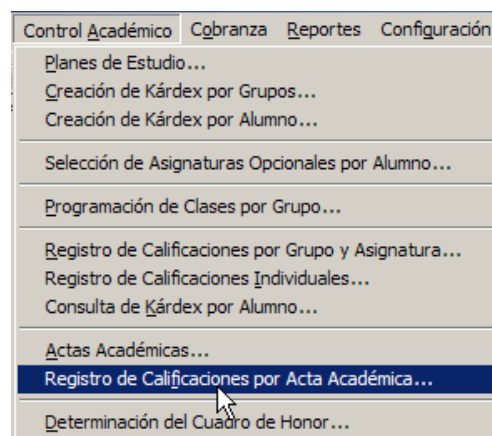 Control Académico Cobranza Reportes Configuración
Planes de Estudio...
Creación de Kárdex por Grupos...
Creación de Kárdex por Alumno...
Selección de Asignaturas Opcionales por Alumno...
Programación de Clases por Grupo...
Registro de Calificaciones por Grupo y Asignatura...
Registro de Calificaciones Individuales...
Consulta de Kárdex por Alumno...
Actas Académicas...
Registro de Calificaciones por Acta Académica...
Determinación del Cuadro de Honor...